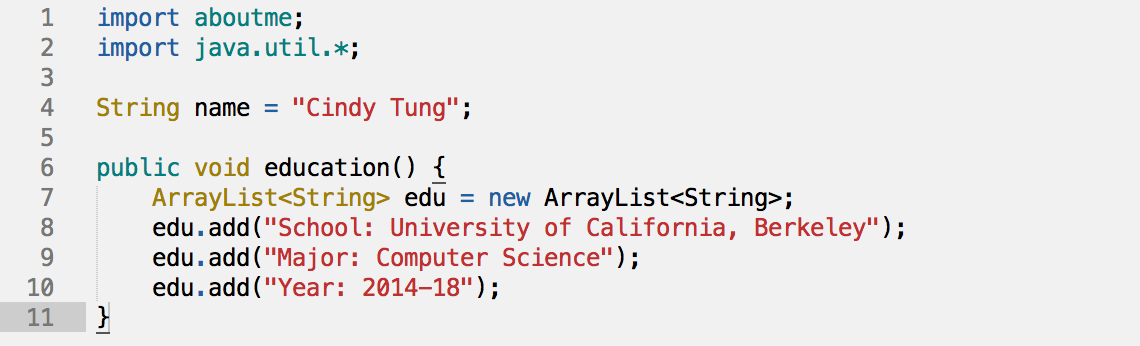 1 import aboutme;
2 import java.util.*;
3
4 String name = "Cindy Tung";
5
6 public void education() {
7     ArrayList<String> edu = new ArrayList<String>;
8     edu.add("School: University of California, Berkeley");
9     edu.add("Major: Computer Science");
10     edu.add("Year: 2014–18");
11 }